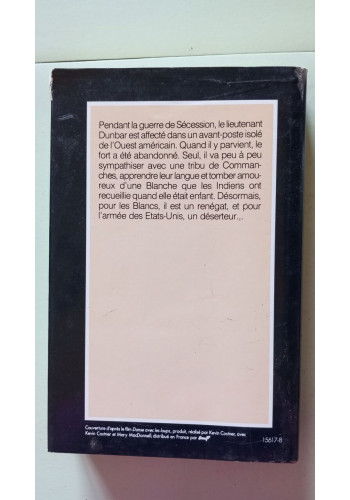 Pendant la guerre de Sécession, le lieutenant
Dunbar est affecté dans un avant-poste isolé
de l'Ouest américain. Quand il y parvient, le
fort a été abandonné. Seul, il va peu à peu
sympathiser avec une tribu de Comman-
ches, apprendre leur langue et tomber amou-
reux d'une Blanche que les Indiens ont
recueillie quand elle était enfant. Désormais,
pour les Blancs, il est un renégat, et pour
l'armée des Etats-Unis, un déserteur...
Couverture d'après le film Danse avec les loups, produit, réalisé par Kevin Costner, avec
Kevin Costner et Mary MacDonnell, distribué en France par
15617-8